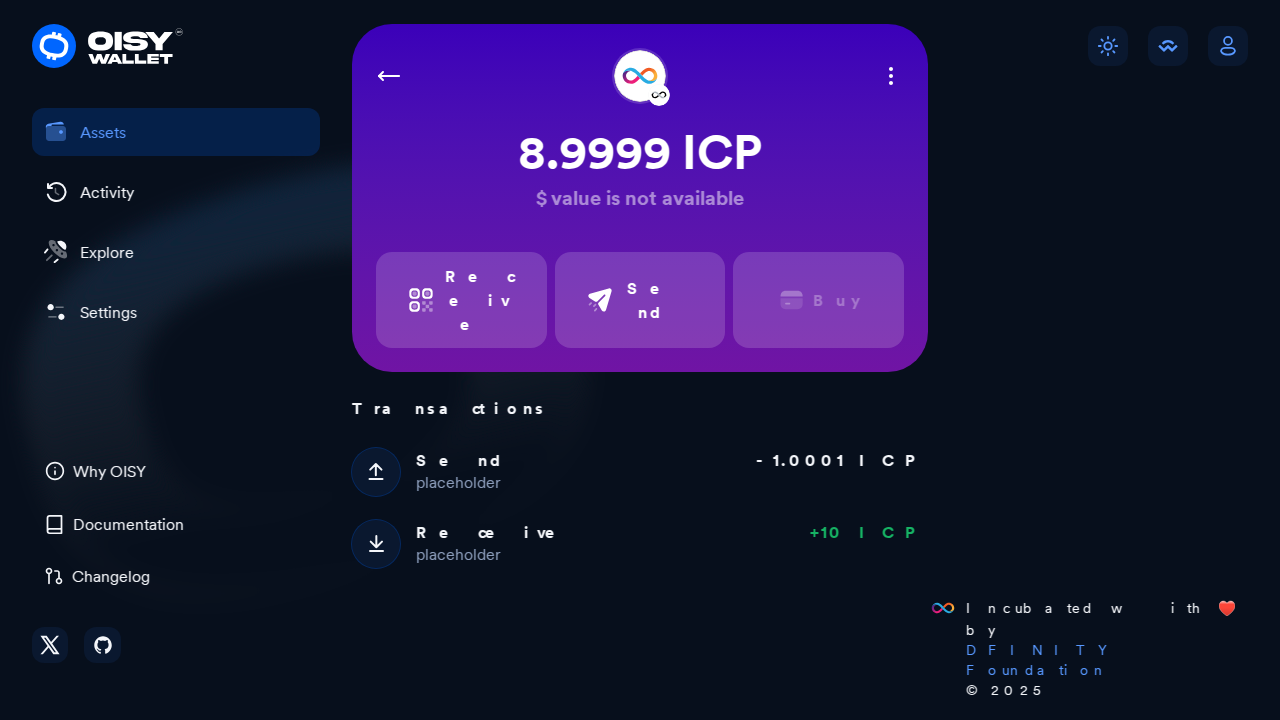 OISY
WALLET
Assets
Activity
Explore
Settings
Why OISY
Documentation
Changelog
8.9999 ICP
$ value is not available
Receive
Send
Buy
Transactions
Send
- 1.0001 ICP
placeholder
Receive
+10 ICP
placeholder
Incubated with ❤️
by
DFINITY
Foundation
© 2025